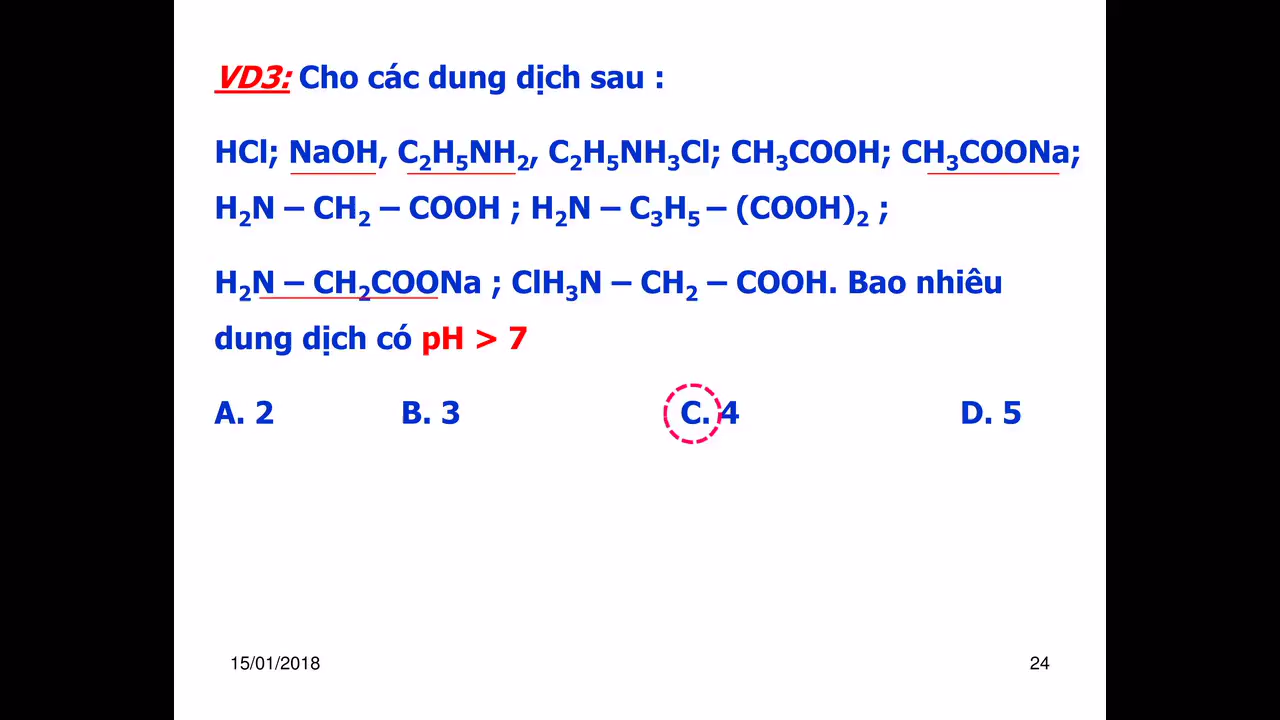 VD3: Cho các dung dịch sau :
HCl; NaOH, C₂H₅NH₂, C₂H₅NH₃Cl; CH₃COOH; CH₃COONa;
H₂N – CH₂ – COOH ; H₂N – C₃H₅ – (COOH)₂ ;
H₂N – CH₂COONa ; ClH₃N – CH₂ – COOH. Bao nhiêu
dung dịch có pH > 7
A. 2 B. 3 C. 4 D. 5
15/01/2018 24